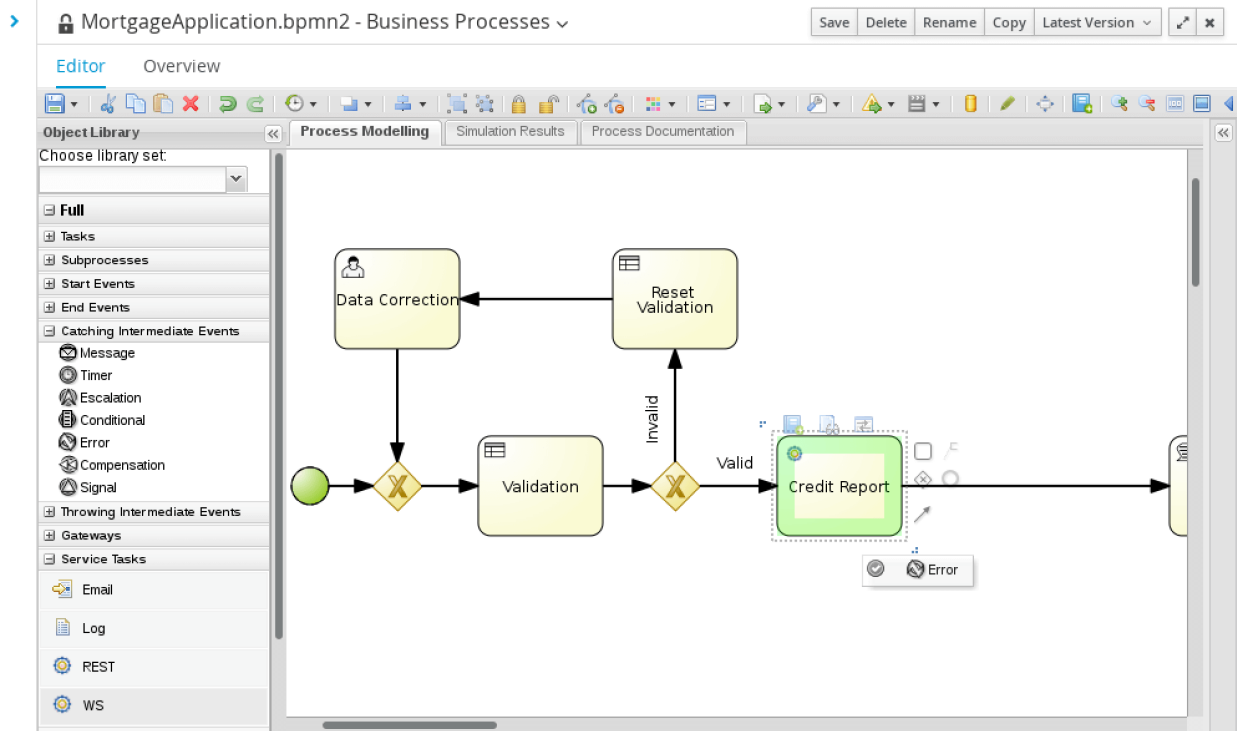 MortgageApplication.bpmn2 - Business Processes
Save Delete Rename Copy Latest Version
Editor Overview
Object Library
Process Modelling Simulation Results Process Documentation
Choose library set:
Full
Tasks
Subprocesses
Start Events
End Events
Catching Intermediate Events
Message
Timer
Escalation
Conditional
Error
Compensation
Signal
Throwing Intermediate Events
Gateways
Service Tasks
Email
Log
REST
WS
Data Correction
Reset
Validation
Invalid
Valid
X
Validation
X
Credit Report
Error